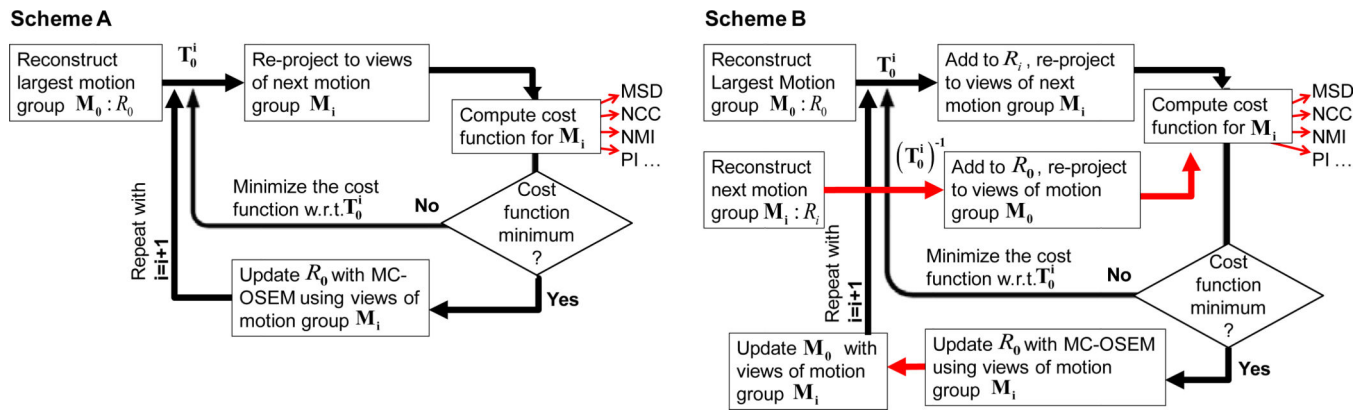 Scheme A
Reconstruct
largest motion
group M₀ : R₀
T₀ⁱ
Re-project to views
of next motion
group Mᵢ
Compute cost
function for Mᵢ
MSD
NCC
NMI
PI ...
Cost
function
minimum
?
No
Minimize the cost
function w.r.t.T₀ⁱ
Yes
Update R₀ with MC-
OSEM using views of
motion group Mᵢ
Repeat with
i=i+1
Scheme B
Reconstruct
Largest Motion
group M₀ : R₀
T₀ⁱ
Add to Rᵢ, re-project
to views of next
motion group Mᵢ
Compute cost
function for Mᵢ
MSD
NCC
NMI
PI ...
Reconstruct
next motion
group Mᵢ : Rᵢ
(T₀ⁱ)⁻¹
Add to R₀, re-project
to views of motion
group M₀
Cost
function
minimum
?
No
Minimize the cost
function w.r.t.T₀ⁱ
Yes
Update R₀ with MC-OSEM
using views of motion
group Mᵢ
Update M₀ with
views of motion
group Mᵢ
Repeat with
i=i+1